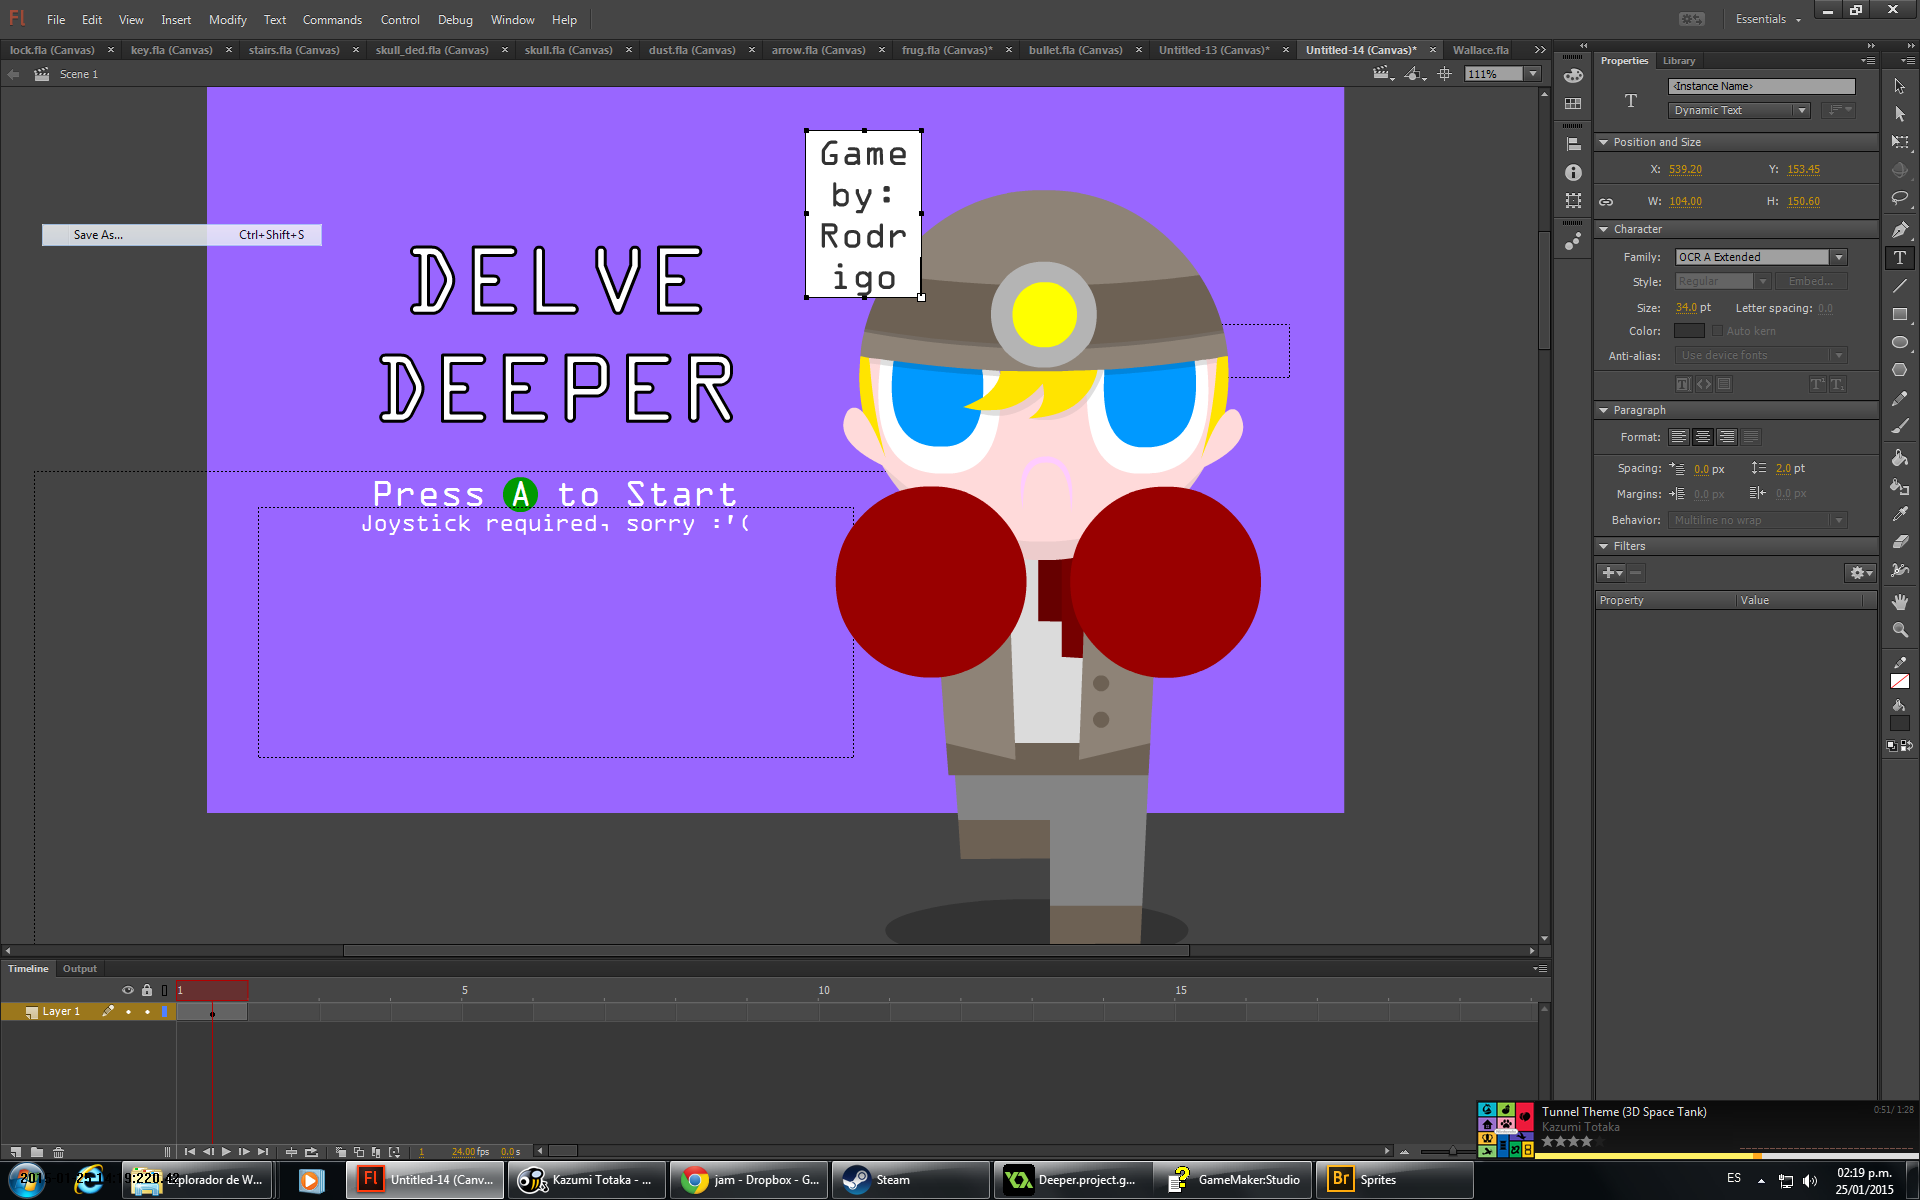 Fl File Edit View Insert Modify Text Commands Control Debug Window Help Essentials
lock.fla (Canvas) key.fla (Canvas) stairs.fla (Canvas) skull_ded.fla (Canvas) skull.fla (Canvas) dust.fla (Canvas) arrow.fla (Canvas) frug.fla (Canvas)* bullet.fla (Canvas) Untitled-13 (Canvas)* Untitled-14 (Canvas)* Wallace.fla
Scene 1 111%
Save As... Ctrl+Shift+S
Game
by:
Rodr
igo
DELVE
DEEPER
Press A to Start
Joystick required, sorry :'(
Properties Library
T <Instance Name>
Dynamic Text
Position and Size
X: 539.20 Y: 153.45
W: 104.00 H: 150.60
Character
Family: OCR A Extended
Style: Regular Embed...
Size: 34.0 pt Letter spacing: 0.0
Color: Auto kern
Anti-alias: Use device fonts
Paragraph
Format:
Spacing: 0.0 px 2.0 pt
Margins: 0.0 px 0.0 px
Behavior: Multiline no wrap
Filters
Property Value
Timeline Output
1 5 10 15
Layer 1
1 24.00 fps 0.0 s
Tunnel Theme (3D Space Tank) 0:51/ 1:28
Kazumi Totaka
Explorador de W... Untitled-14 (Canv... Kazumi Totaka - ... jam - Dropbox - G... Steam Deeper.project.g... GameMaker:Studio Br Sprites ES 02:19 p.m.
25/01/2015